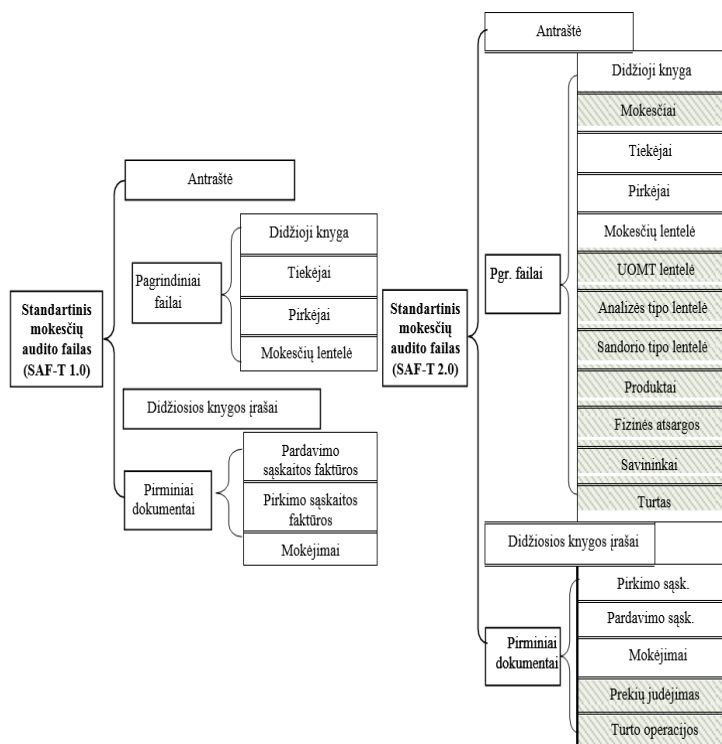 Antraštė
Pagrindiniai
failai
Didžioji knyga
Tiekėjai
Pirkėjai
Mokesčių lentelė
Standartinis
mokesčių
audito failas
(SAF-T 1.0)
Didžiosios knygos įrašai
Pirminiai
dokumentai
Pardavimo
sąskaitos faktūros
Pirkimo sąskaitos
faktūros
Mokėjimai
Standartinis
mokesčių
audito failas
(SAF-T 2.0)
Antraštė
Pgr. failai
Didžioji knyga
Mokesčiai
Tiekėjai
Pirkėjai
Mokesčių lentelė
UOMT lentelė
Analizės tipo lentelė
Sandorio tipo lentelė
Produktai
Fizinės atsargos
Savininkai
Turtas
Didžiosios knygos įrašai
Pirminiai
dokumentai
Pirkimo sąsk.
Pardavimo sąsk.
Mokėjimai
Prekių judėjimas
Turto operacijos